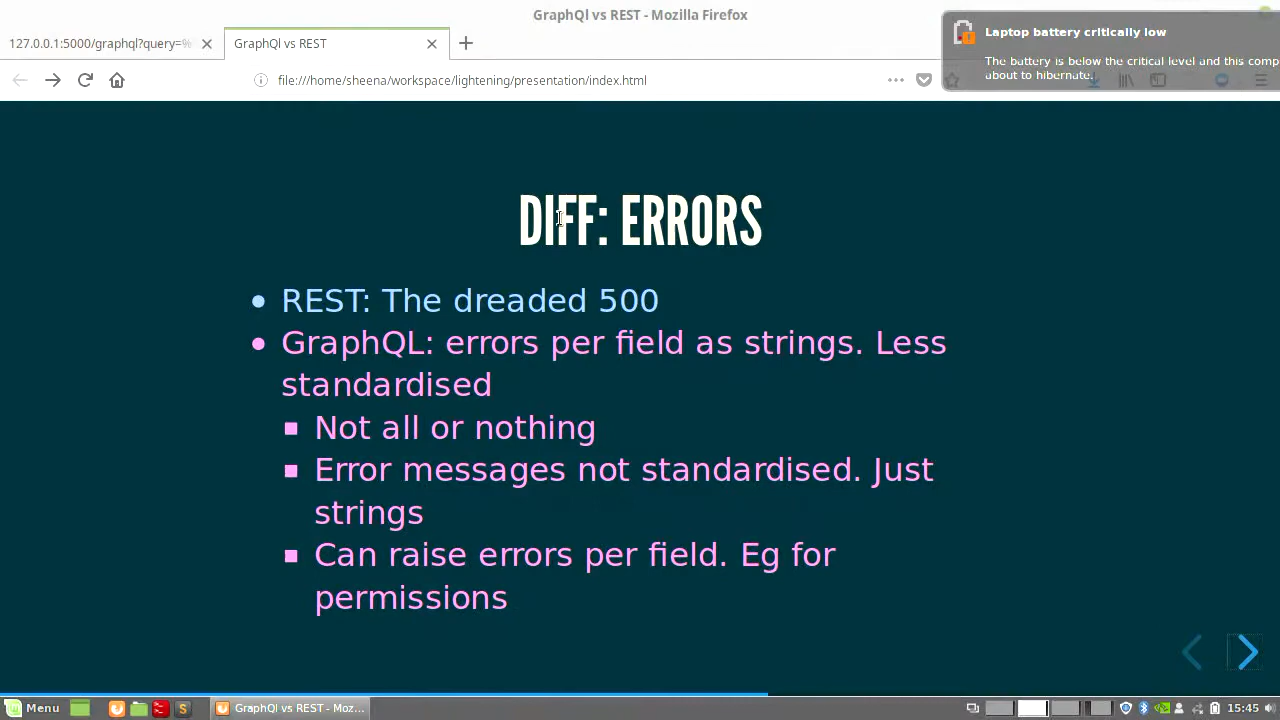 GraphQl vs REST - Mozilla Firefox
127.0.0.1:5000/graphql?query=%
GraphQl vs REST
Laptop battery critically low
The battery is below the critical level and this comp
about to hibernate.
file:///home/sheena/workspace/lightening/presentation/index.html
DIFF: ERRORS
REST: The dreaded 500
GraphQL: errors per field as strings. Less
standardised
Not all or nothing
Error messages not standardised. Just
strings
Can raise errors per field. Eg for
permissions
Menu
GraphQl vs REST - Moz...
15:45